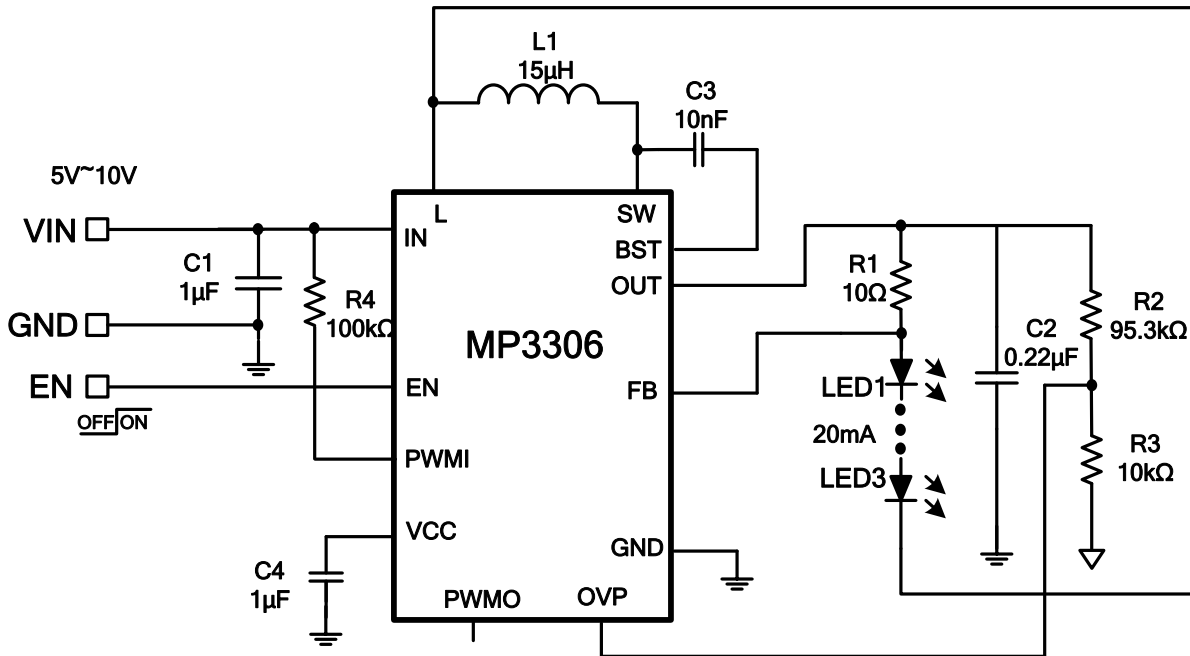 L1
15µH
C3
10nF
5V~10V
VIN
C1
1µF
R4
100kΩ
GND
EN
OFF ON
L
SW
IN
BST
OUT
MP3306
EN
FB
PWMI
VCC
GND
PWMO
OVP
C4
1µF
R1
10Ω
LED1
20mA
LED3
C2
0.22µF
R2
95.3kΩ
R3
10kΩ